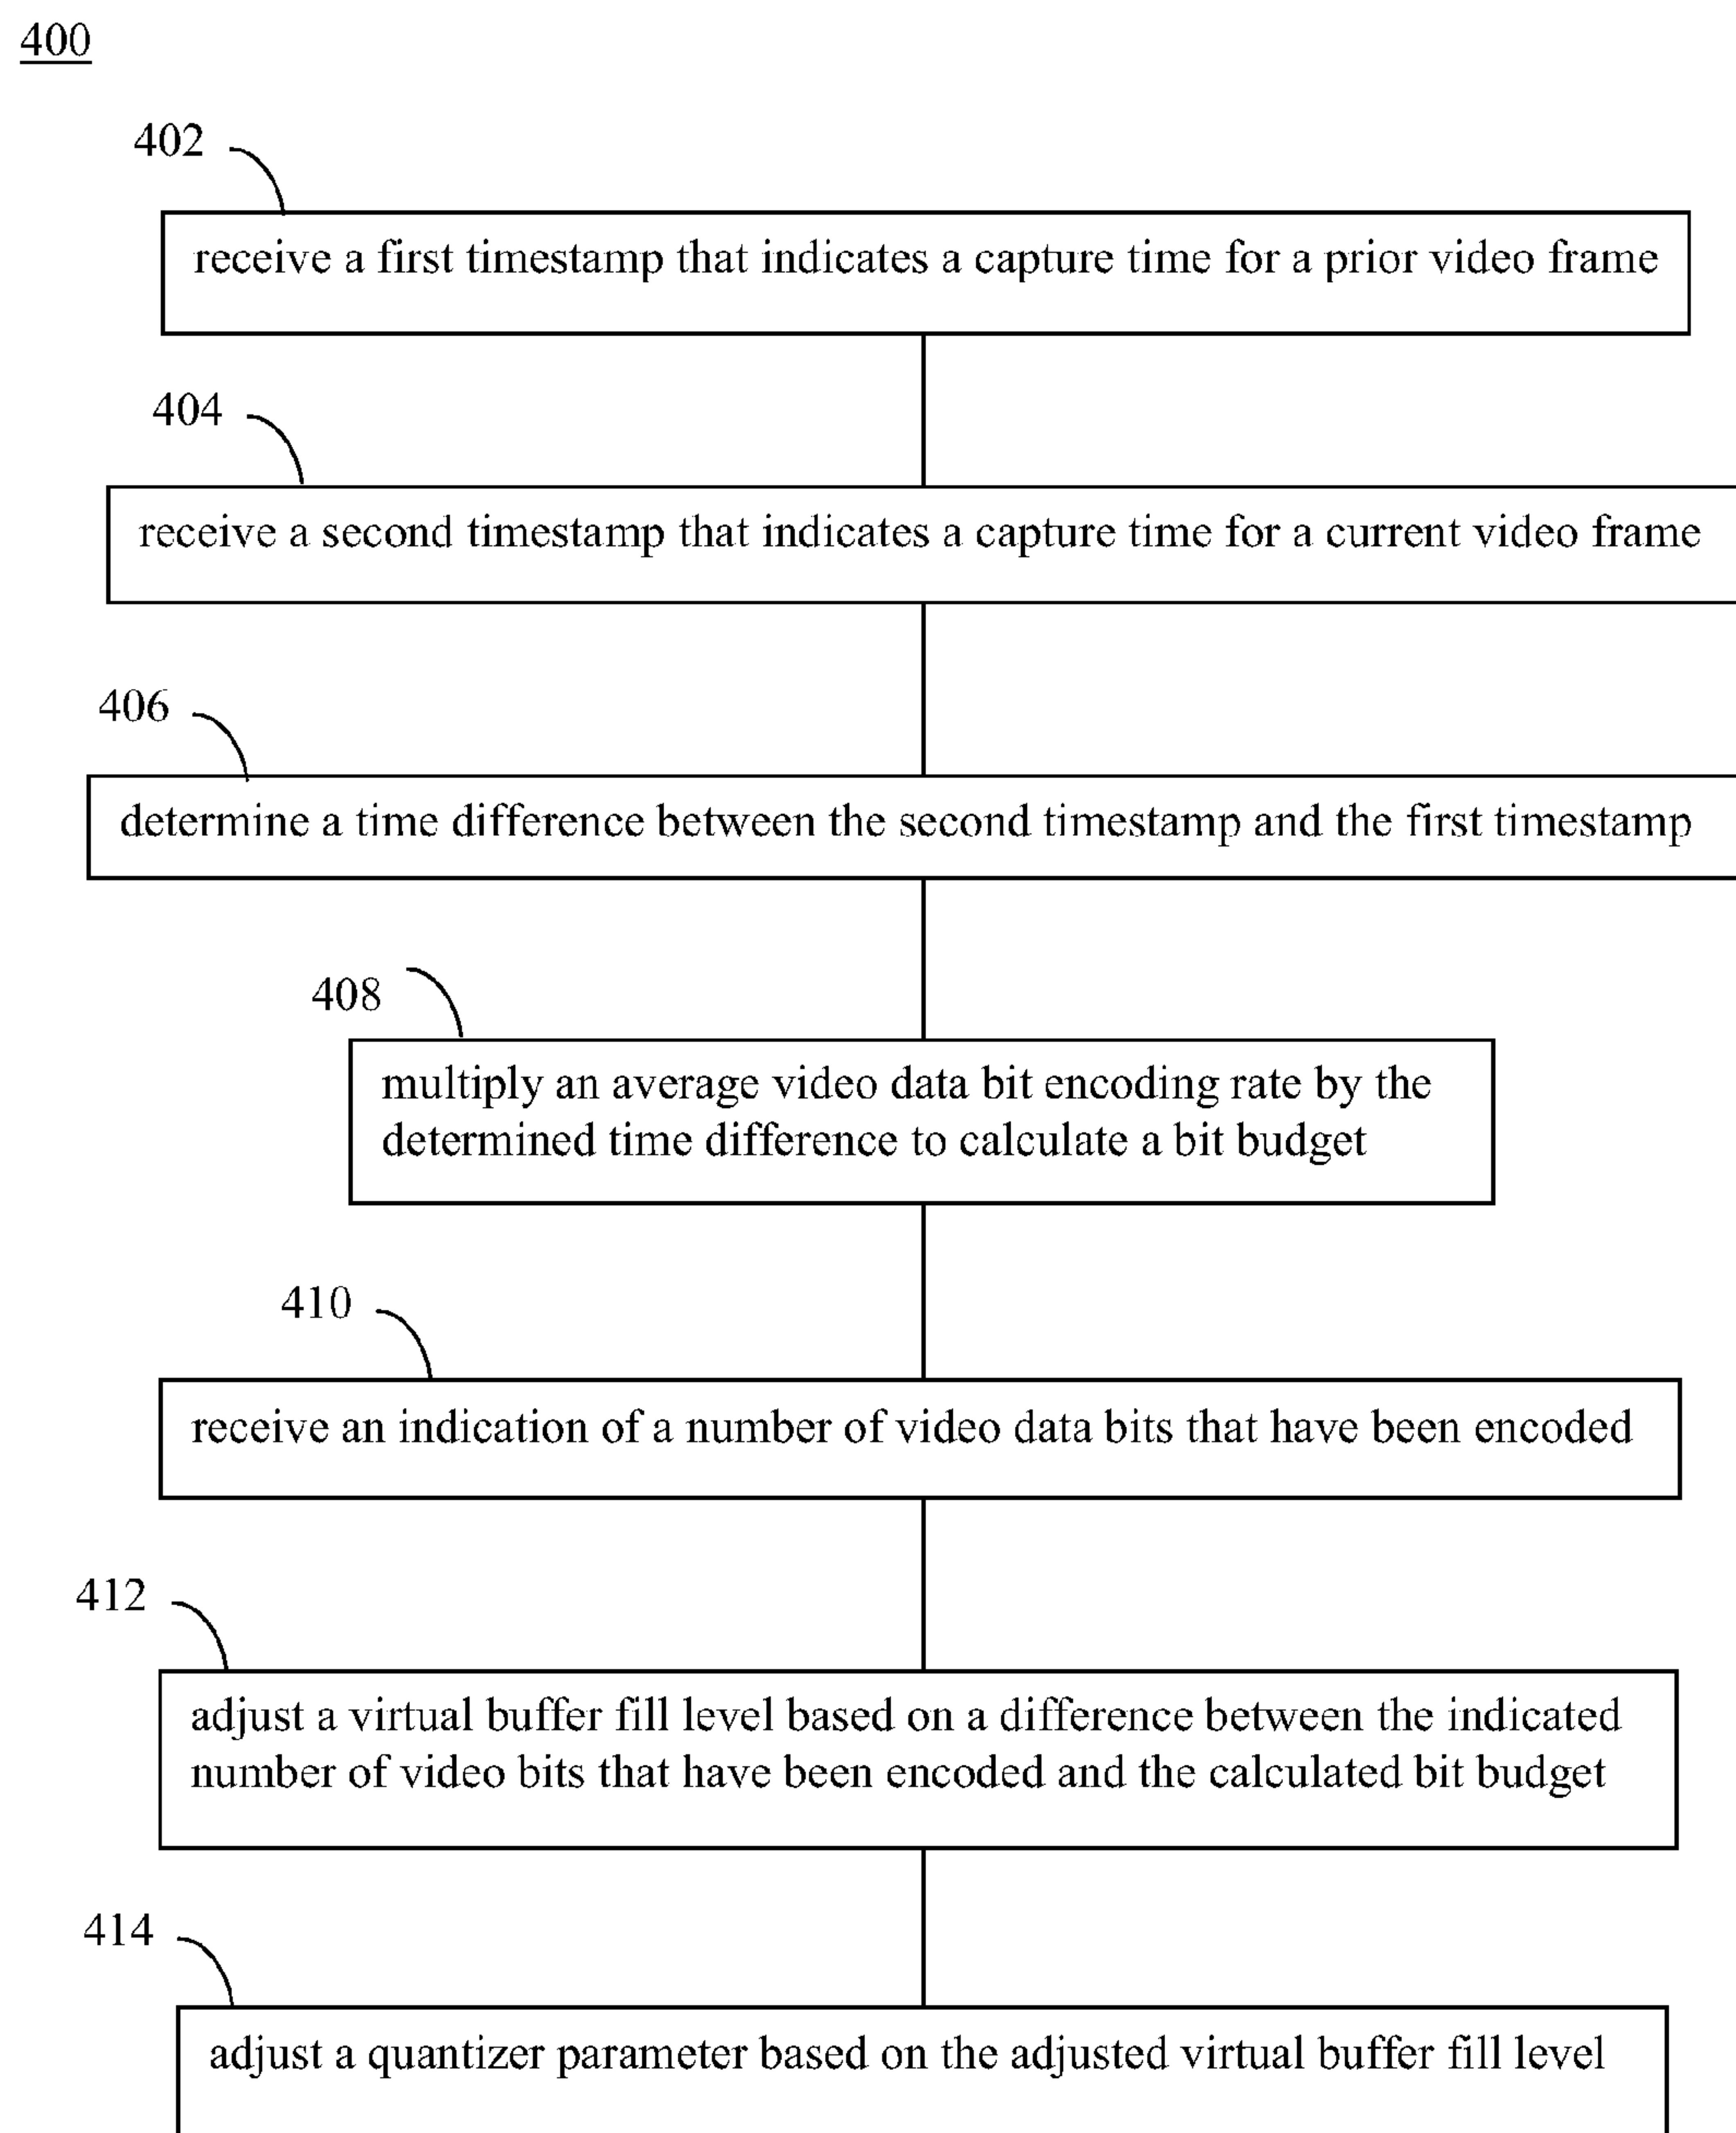 400
402
receive a first timestamp that indicates a capture time for a prior video frame
404
receive a second timestamp that indicates a capture time for a current video frame
406
determine a time difference between the second timestamp and the first timestamp
408
multiply an average video data bit encoding rate by the
determined time difference to calculate a bit budget
410
receive an indication of a number of video data bits that have been encoded
412
adjust a virtual buffer fill level based on a difference between the indicated
number of video bits that have been encoded and the calculated bit budget
414
adjust a quantizer parameter based on the adjusted virtual buffer fill level